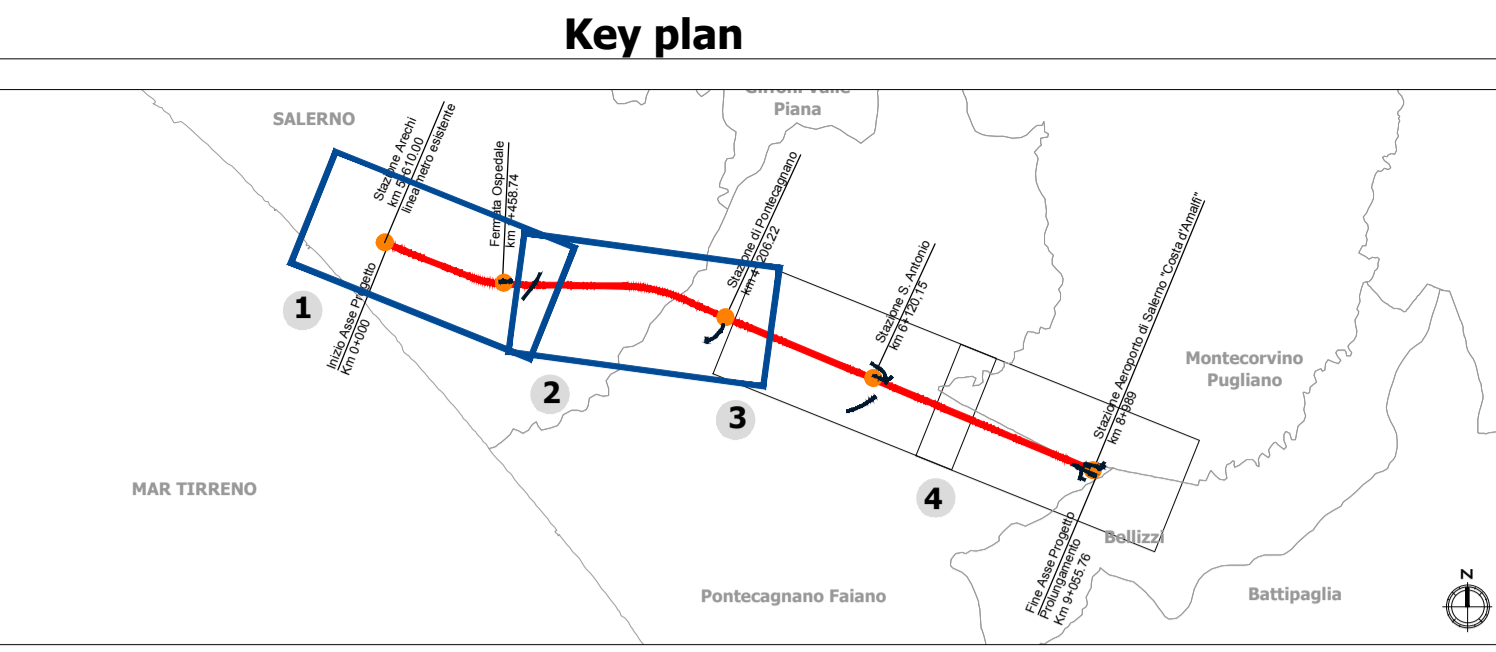 Key plan
Piana
SALERNO
Stazione Arechi
km 5+610.00
linea metro esistente
Fermata Ospedale
km 1+458.74
Stazione di Pontecagnano
km 4+206.22
Stazione S. Antonio
km 6+120,15
Stazione Aeroporto di Salerno "Costa d'Amalfi"
km 8+989
Inizio Asse Progetto
Km 0+000
1
2
3
4
Montecorvino
Pugliano
MAR TIRRENO
Bellizzi
Fine Asse Progetto
Prolungamento
Km 9+055.76
Pontecagnano Faiano
Battipaglia
N